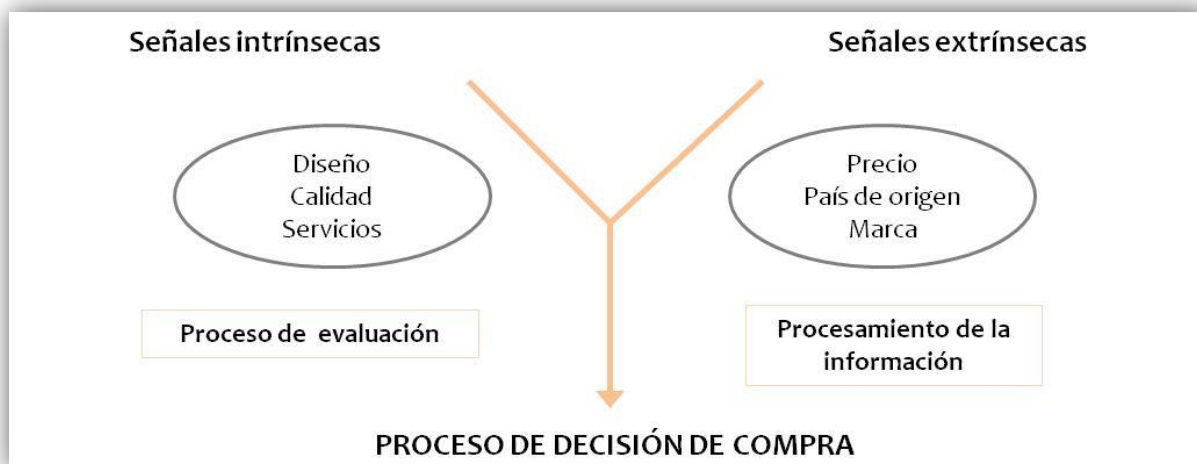 Señales intrínsecas
Señales extrínsecas
Diseño
Calidad
Servicios
Precio
País de origen
Marca
Proceso de evaluación
Procesamiento de la
información
PROCESO DE DECISIÓN DE COMPRA